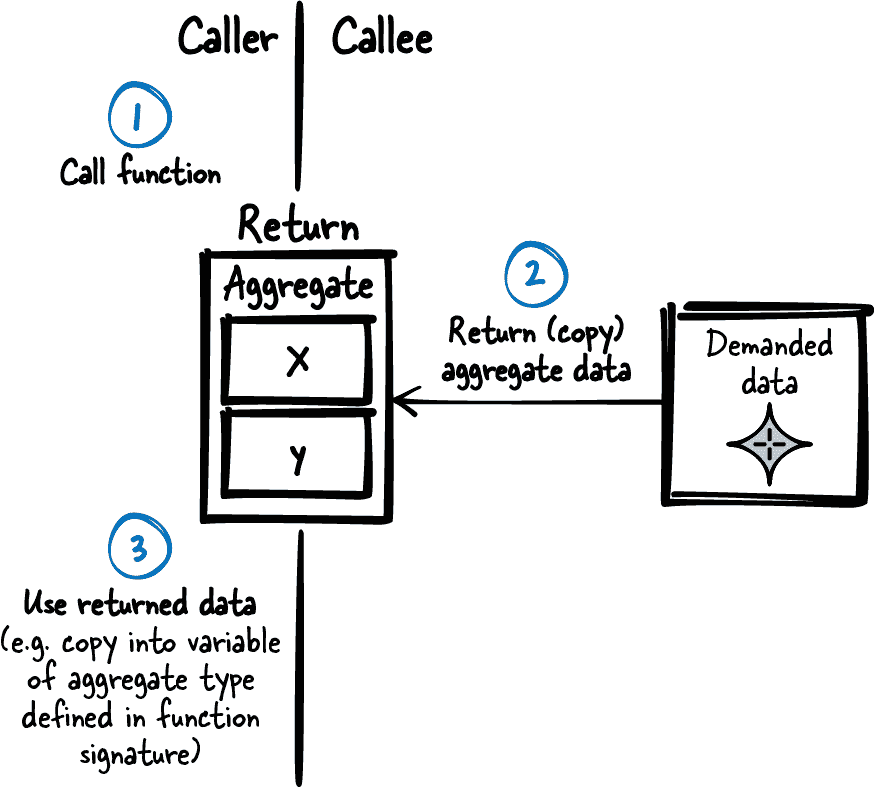 Caller
Callee
1
Call function
Return
Aggregate
X
y
2
Return (copy)
aggregate data
Demanded
data
3
Use returned data
(e.g. copy into variable
of aggregate type
defined in function
signature)